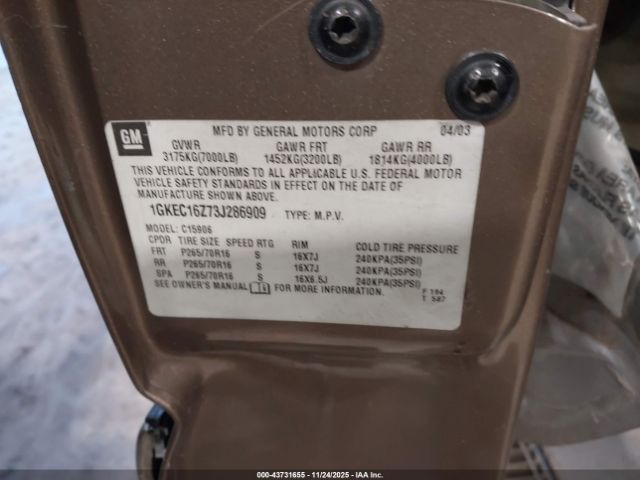 GM
MFD BY GENERAL MOTORS CORP 04/03
GVWR GAWR FRT GAWR RR
3175KG(7000LB) 1452KG(3200LB) 1814KG(4000LB)
THIS VEHICLE CONFORMS TO ALL APPLICABLE U.S. FEDERAL MOTOR
VEHICLE SAFETY STANDARDS IN EFFECT ON THE DATE OF
MANUFACTURE SHOWN ABOVE.
1GKEC16Z73J286909 TYPE: M.P.V.
MODEL: C15906
CPDR TIRE SIZE SPEED RTG RIM COLD TIRE PRESSURE
FRT P265/70R16 S 16X7J 240KPA(35PSI)
RR P265/70R16 S 16X7J 240KPA(35PSI)
SPA P265/70R16 S 16X6.5J 240KPA(35PSI)
SEE OWNER'S MANUAL FOR MORE INFORMATION.
F 194
T 587
000-43731655 - 11/24/2025 - IAA Inc.